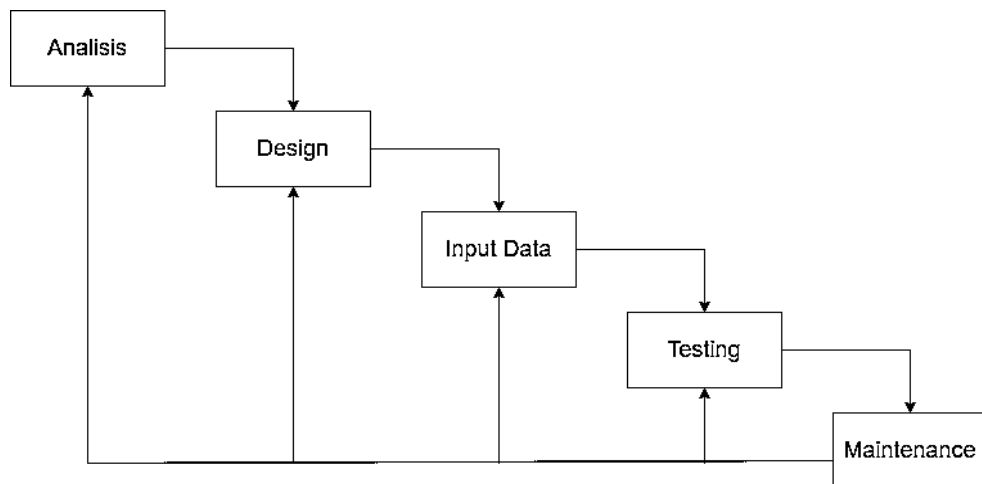 Analisis
Design
Input Data
Testing
Maintenance